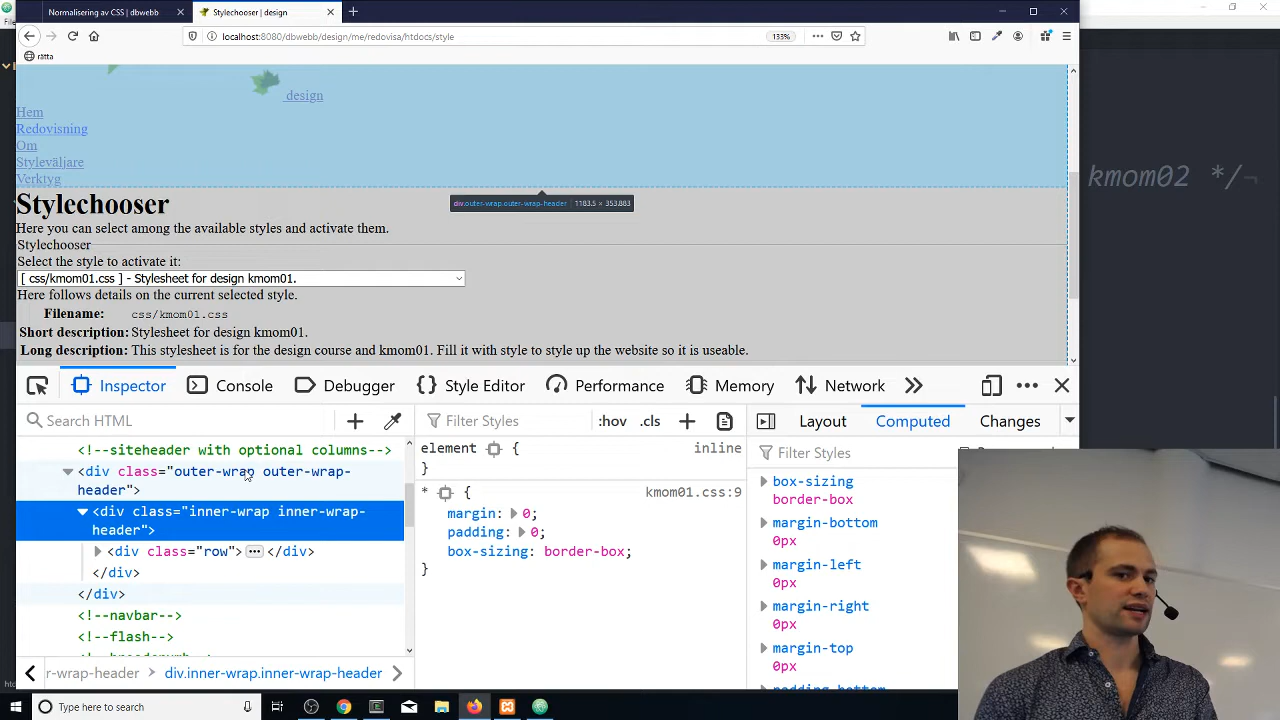 Normalisering av CSS | dbwebb
Stylechooser | design
localhost:8080/dbwebb/design/me/redovisa/htdocs/style
133%
rätta
design
Hem
Redovisning
Om
Styleväljare
Verktyg
kmom02 */¬
Stylechooser
div.outer-wrap.outer-wrap-header | 1183.5 × 353.883
Here you can select among the available styles and activate them.
Stylechooser
Select the style to activate it:
[ css/kmom01.css ] - Stylesheet for design kmom01.
Here follows details on the current selected style.
Filename: css/kmom01.css
Short description: Stylesheet for design kmom01.
Long description: This stylesheet is for the design course and kmom01. Fill it with style to style up the website so it is useable.
Inspector Console Debugger {} Style Editor Performance Memory Network
Search HTML
Filter Styles :hov .cls
Layout Computed Changes
<!--siteheader with optional columns-->
<div class="outer-wrap outer-wrap-
header">
<div class="inner-wrap inner-wrap-
header">
<div class="row"> </div>
</div>
</div>
<!--navbar-->
<!--flash-->
r-wrap-header > div.inner-wrap.inner-wrap-header
element { inline
}
* { kmom01.css:9
margin: 0;
padding: 0;
box-sizing: border-box;
}
Filter Styles
box-sizing
border-box
margin-bottom
0px
margin-left
0px
margin-right
0px
margin-top
0px
Type here to search